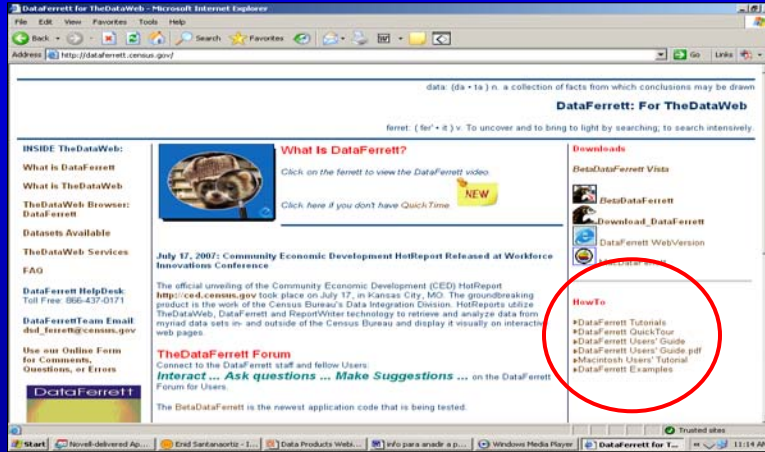 DataFerrett for TheDataWeb - Microsoft Internet Explorer
File Edit View Favorites Tools Help
Back Search Favorites
Address http://dataferrett.census.gov/ Go Links
data: (da • ta ) n. a collection of facts from which conclusions may be drawn
DataFerrett: For TheDataWeb
ferret: ( fer' • it ) v. To uncover and to bring to light by searching; to search intensively.
INSIDE TheDataWeb:
What is DataFerrett
What is TheDataWeb
TheDataWeb Browser:
DataFerrett
Datasets Available
TheDataWeb Services
FAQ
DataFerrett HelpDesk
Toll Free: 866-437-0171
DataFerrettTeam Email:
dsd_ferrett@census.gov
Use our Online Form
for Comments,
Questions, or Errors
DataFerrett
What Is DataFerrett?
Click on the ferrett to view the DataFerrett video.
NEW
Click here if you don't have QuickTime
July 17, 2007: Community Economic Development HotReport Released at Workforce
Innovations Conference
The official unveiling of the Community Economic Development (CED) HotReport
http://ced.census.gov took place on July 17, in Kansas City, MO. The groundbreaking
product is the work of the Census Bureau's Data Integration Division. HotReports utilize
TheDataWeb, DataFerrett and ReportWriter technology to retrieve and analyze data from
myriad data sets in- and outside of the Census Bureau and display it visually on interactive
web pages.
TheDataFerrett Forum
Connect to the DataFerrett staff and fellow Users:
Interact ... Ask questions ... Make Suggestions ... on the DataFerrett
Forum for Users.
The BetaDataFerrett is the newest application code that is being tested.
Downloads
BetaDataFerrett Vista
BetaDataFerrett
Download_DataFerrett
DataFerrett WebVersion
MacDataFerrett
HowTo
DataFerrett Tutorials
DataFerrett QuickTour
DataFerrett Users' Guide
DataFerrett Users' Guide pdf
Macintosh Users' Tutorial
DataFerrett Examples
Trusted sites
Start Novell-delivered Ap... Enid Santanaortiz - I... Data Products Webi... info para anadir a p... Windows Media Player DataFerrett for T... 11:14 AM